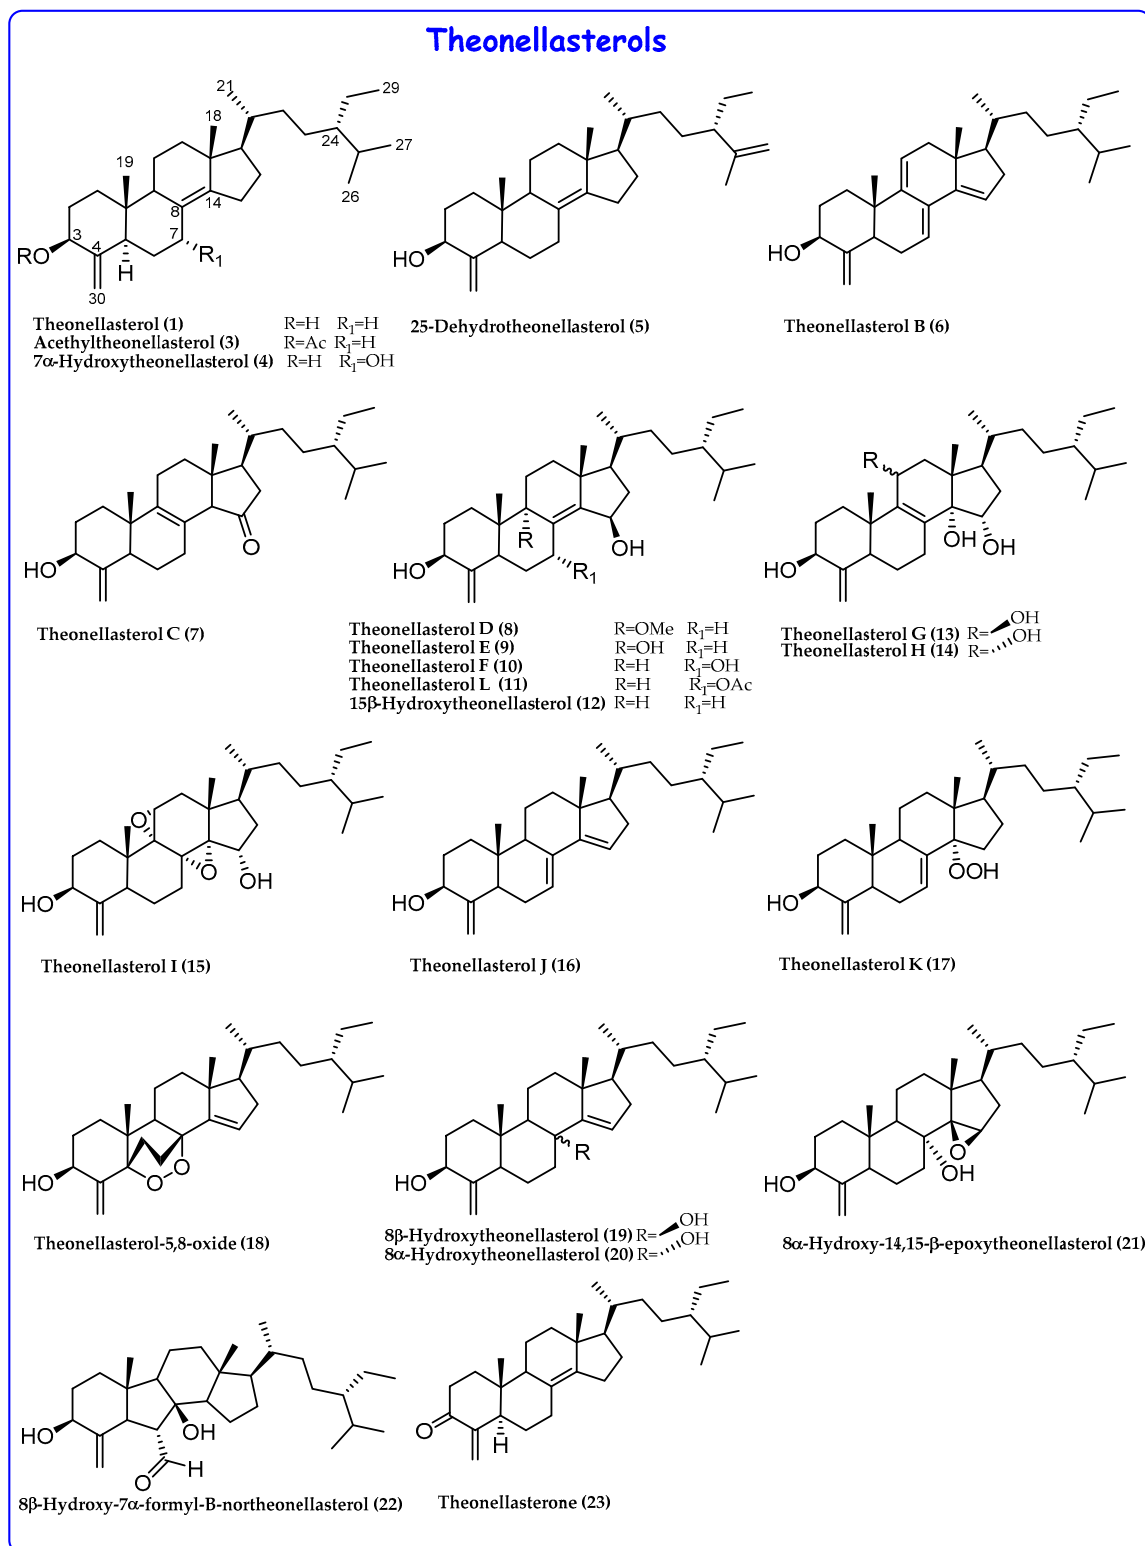 Theonellasterols
21
29
18
24
27
19
26
8
14
3
4
7
RO
H
R1
30
HO
HO
Theonellasterol (1) R=H R1=H
Acethyltheonellasterol (3) R=Ac R1=H
7α-Hydroxytheonellasterol (4) R=H R1=OH
25-Dehydrotheonellasterol (5)
Theonellasterol B (6)
HO
O
HO
R
OH
R1
HO
R
OH
OH
Theonellasterol C (7)
Theonellasterol D (8) R=OMe R1=H
Theonellasterol E (9) R=OH R1=H
Theonellasterol F (10) R=H R1=OH
Theonellasterol L (11) R=H R1=OAc
15β-Hydroxytheonellasterol (12) R=H R1=H
Theonellasterol G (13) R= OH
Theonellasterol H (14) R= OH
HO
O
O
OH
HO
HO
OOH
Theonellasterol I (15)
Theonellasterol J (16)
Theonellasterol K (17)
HO
O
O
HO
R
HO
OH
O
Theonellasterol-5,8-oxide (18)
8β-Hydroxytheonellasterol (19) R= OH
8α-Hydroxytheonellasterol (20) R= OH
8α-Hydroxy-14,15-β-epoxytheonellasterol (21)
HO
OH
O
H
O
H
8β-Hydroxy-7α-formyl-B-northeonellasterol (22)
Theonellasterone (23)